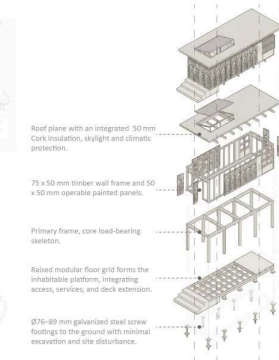 Roof plane with an integrated 50 mm
Cork insulation, skylight and climatic
protection.
75 x 50 mm timber wall frame and 50
x 50 mm operable painted panels.
Primary frame, core load-bearing
skeleton.
Raised modular floor grid forms the
inhabitable platform, integrating
access, services, and deck extension.
Ø76–89 mm galvanized steel screw
footings to the ground with minimal
excavation and site disturbance.